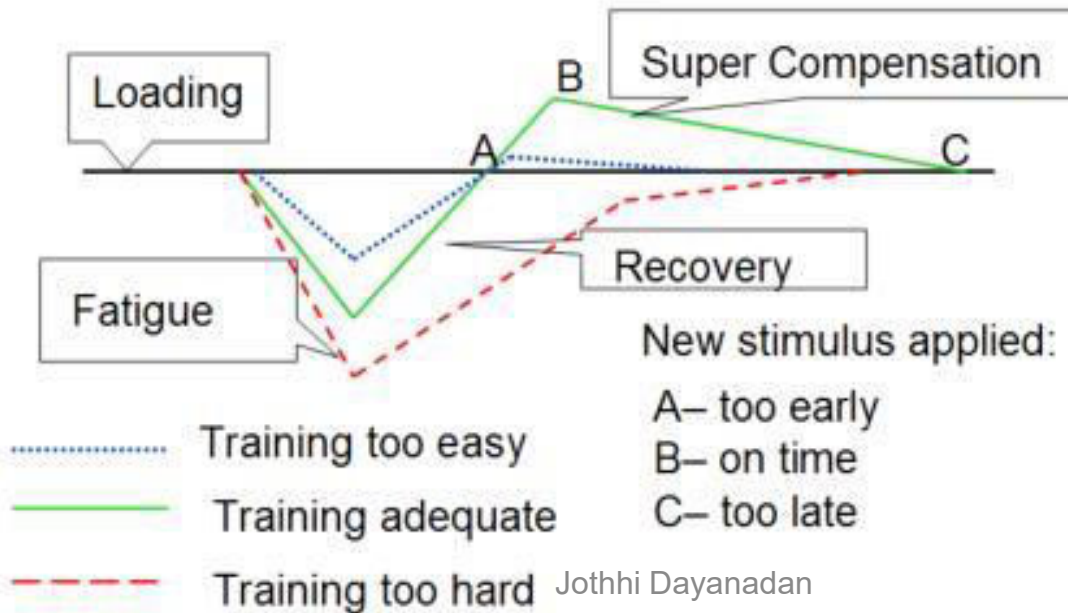 B
Super Compensation
Loading
A
C
Recovery
Fatigue
New stimulus applied:
A– too early
B– on time
C– too late
Training too easy
Training adequate
Training too hard
Jothhi Dayanadan